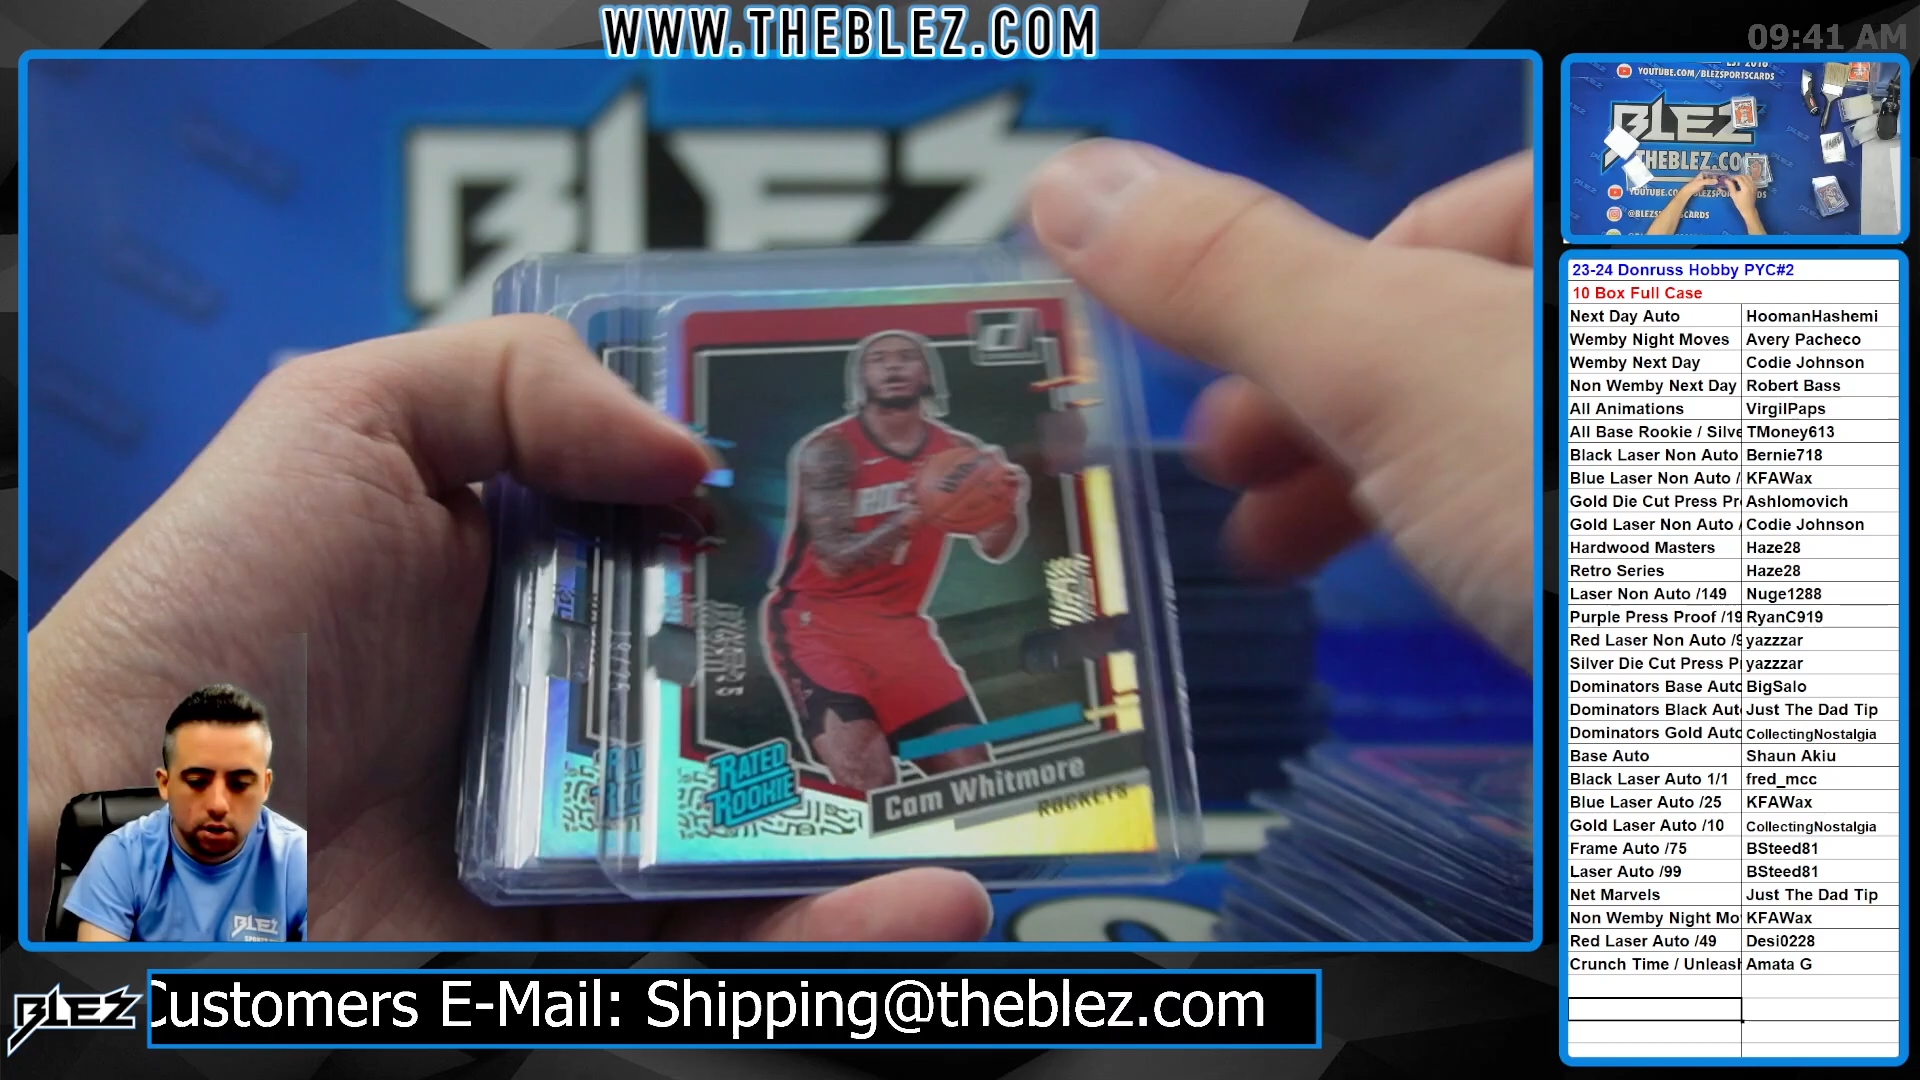 WWW.THEBLEZ.COM
09:41 AM
BLEZ
YOUTUBE.COM/BLEZSPORTSCARDS
BLEZ
THEBLEZ.CO
@BLEZS
RDS
ROC
RATED
ROOKIE
Cam Whitmore
ROCKETS
BLEZ
23-24 Donruss Hobby PYC#2
10 Box Full Case
Next Day Auto HoomanHashemi
Wemby Night Moves Avery Pacheco
Wemby Next Day Codie Johnson
Non Wemby Next Day Robert Bass
All Animations VirgilPaps
All Base Rookie / Silve TMoney613
Black Laser Non Auto Bernie718
Blue Laser Non Auto / KFAWax
Gold Die Cut Press Pr Ashlomovich
Gold Laser Non Auto / Codie Johnson
Hardwood Masters Haze28
Retro Series Haze28
Laser Non Auto /149 Nuge1288
Purple Press Proof /19 RyanC919
Red Laser Non Auto /9 yazzzar
Silver Die Cut Press P yazzzar
Dominators Base Auto BigSalo
Dominators Black Aut Just The Dad Tip
Dominators Gold Auto CollectingNostalgia
Base Auto Shaun Akiu
Black Laser Auto 1/1 fred_mcc
Blue Laser Auto /25 KFAWax
Gold Laser Auto /10 CollectingNostalgia
Frame Auto /75 BSteed81
Laser Auto /99 BSteed81
Net Marvels Just The Dad Tip
Non Wemby Night Mo KFAWax
Red Laser Auto /49 Desi0228
Crunch Time / Unleash Amata G
BLEZ
Customers E-Mail: Shipping@theblez.com